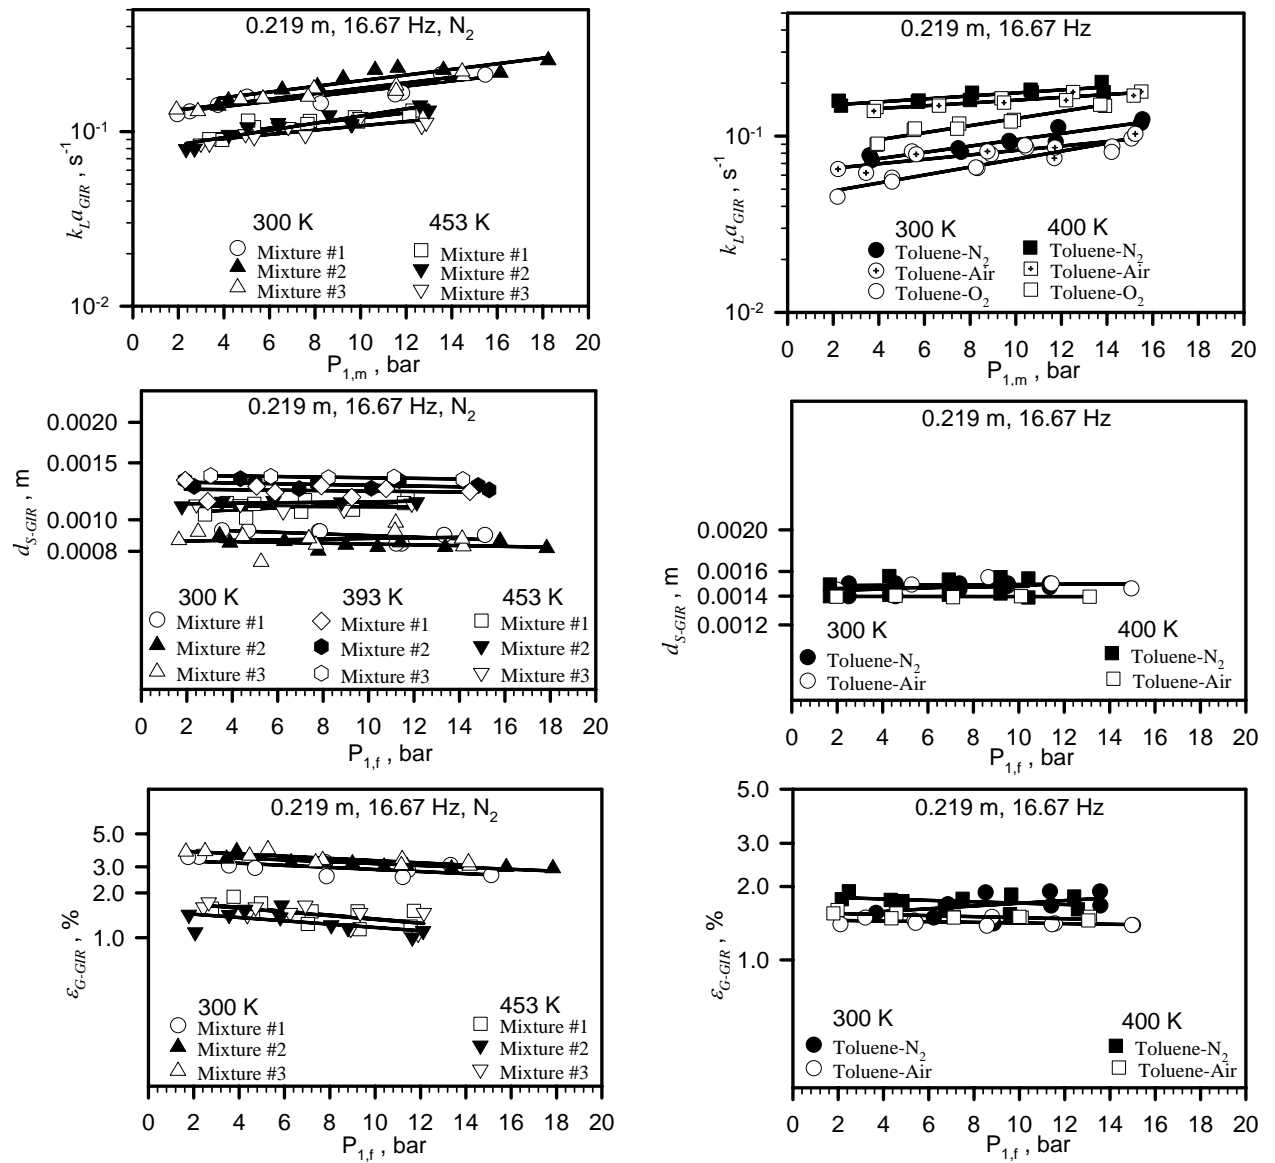 0.219 m, 16.67 Hz, N2
10^-1
10^-2
kLaGIR , s^-1
300 K 453 K
Mixture #1 Mixture #1
Mixture #2 Mixture #2
Mixture #3 Mixture #3
0 2 4 6 8 10 12 14 16 18 20
P1,m , bar
0.219 m, 16.67 Hz
10^-1
10^-2
kLaGIR , s^-1
300 K 400 K
Toluene-N2 Toluene-N2
Toluene-Air Toluene-Air
Toluene-O2 Toluene-O2
0 2 4 6 8 10 12 14 16 18 20
P1,m , bar
0.219 m, 16.67 Hz, N2
0.0020
0.0015
0.0010
0.0008
dS-GIR , m
300 K 393 K 453 K
Mixture #1 Mixture #1 Mixture #1
Mixture #2 Mixture #2 Mixture #2
Mixture #3 Mixture #3 Mixture #3
0 2 4 6 8 10 12 14 16 18 20
P1,f , bar
0.219 m, 16.67 Hz
0.0020
0.0016
0.0014
0.0012
dS-GIR , m
300 K 400 K
Toluene-N2 Toluene-N2
Toluene-Air Toluene-Air
0 2 4 6 8 10 12 14 16 18 20
P1,f , bar
0.219 m, 16.67 Hz, N2
5.0
3.0
2.0
1.0
εG-GIR , %
300 K 453 K
Mixture #1 Mixture #1
Mixture #2 Mixture #2
Mixture #3 Mixture #3
0 2 4 6 8 10 12 14 16 18 20
P1,f , bar
0.219 m, 16.67 Hz
5.0
3.0
2.0
1.0
εG-GIR , %
300 K 400 K
Toluene-N2 Toluene-N2
Toluene-Air Toluene-Air
0 2 4 6 8 10 12 14 16 18 20
P1,f , bar